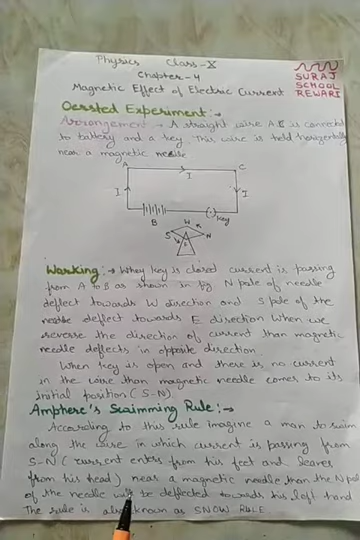 Physics Class-X
Chapter-4
Magnetic Effect of Electric Current
SURAJ
SCHOOL
REWARI
Oersted Experiment:-
Arrangement - A straight wire AC is connected
to battery and a key. This wire is held horizontally
near a magnetic needle
A I C
I I
B Key
W
S N
E
Working:- Whey key is closed current is passing
from A to B as shown in fig N pole of needle
deflect towards W direction and S pole of the
needle deflect towards E direction When we
reverse the direction of current than magnetic
needle deflects in opposite direction.
When key is open and there is no current
in the wire than magnetic needle comes to its
initial position (S-N).
Amphere's Swimming Rule:-
According to this rule imagine a man to swim
along the wire in which current is passing from
S-N (current enters from his feet and leaves
from his head) near a magnetic needle than the N pole
of the needle will be deflected towards his left hand
The rule is also known as SNOW RULE